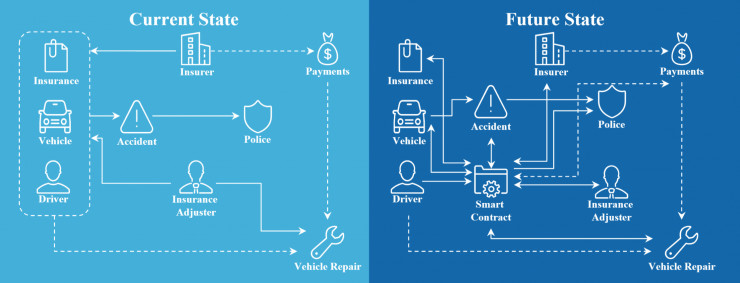 Current State
Insurance
Insurer
Payments
Vehicle
Accident
Police
Driver
Insurance
Adjuster
Vehicle Repair
Future State
Insurance
Insurer
Payments
Vehicle
Accident
Police
Driver
Smart
Contract
Insurance
Adjuster
Vehicle Repair